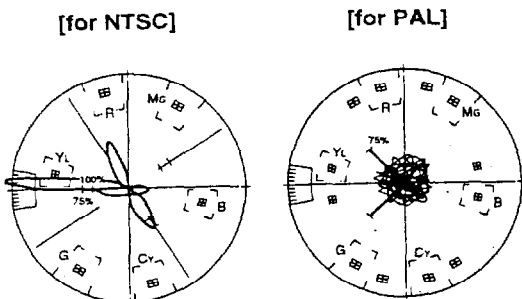 [for NTSC] [for PAL]
R MG R MG
YL 100% 75% B YL 75% B
G CY G CY